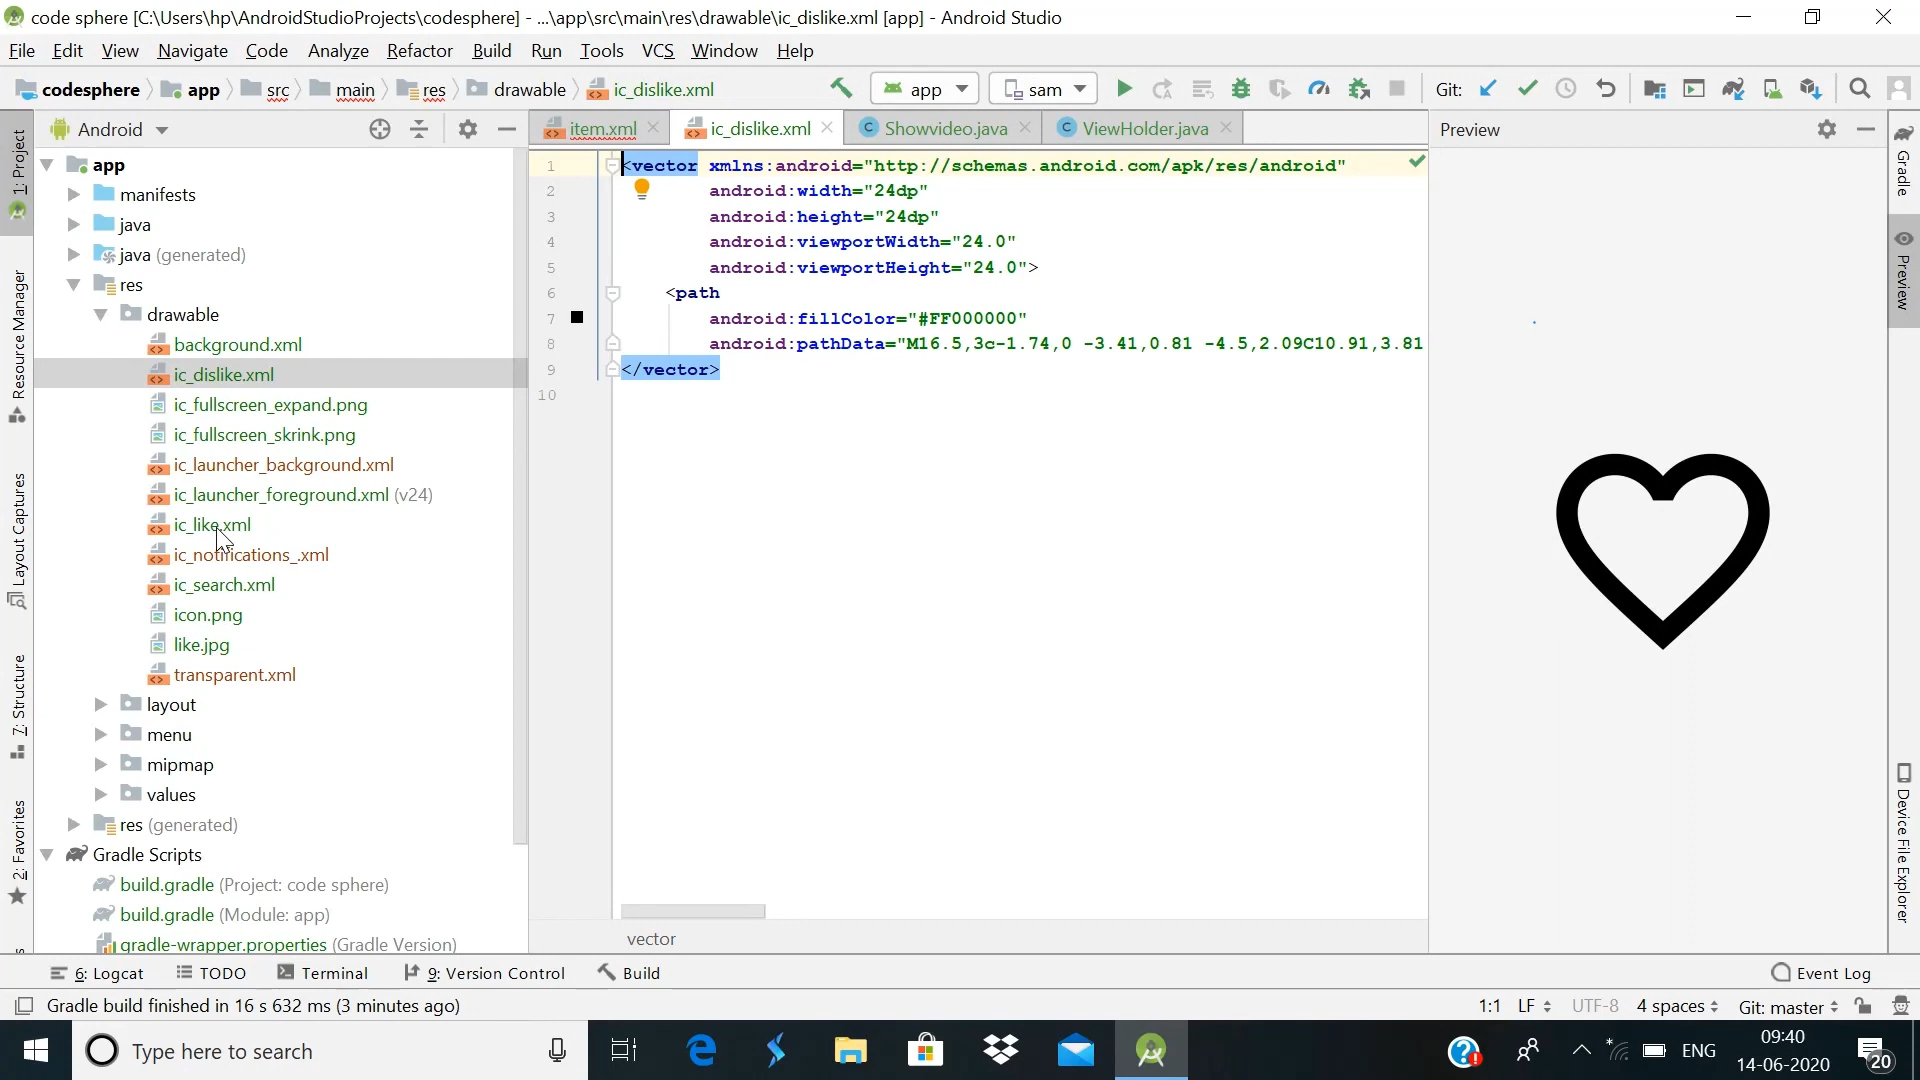 code sphere [C:\Users\hp\AndroidStudioProjects\codesphere] - ...\app\src\main\res\drawable\ic_dislike.xml [app] - Android Studio
File Edit View Navigate Code Analyze Refactor Build Run Tools VCS Window Help
codesphere app src main res drawable ic_dislike.xml app sam Git:
Android item.xml ic_dislike.xml Showvideo.java ViewHolder.java Preview
1: Project
Resource Manager
Layout Captures
7: Structure
2: Favorites
app
manifests
java
java (generated)
res
drawable
background.xml
ic_dislike.xml
ic_fullscreen_expand.png
ic_fullscreen_skrink.png
ic_launcher_background.xml
ic_launcher_foreground.xml (v24)
ic_like.xml
ic_notifications_.xml
ic_search.xml
icon.png
like.jpg
transparent.xml
layout
menu
mipmap
values
res (generated)
Gradle Scripts
build.gradle (Project: code sphere)
build.gradle (Module: app)
gradle-wrapper.properties (Gradle Version)
1 <vector xmlns:android="http://schemas.android.com/apk/res/android"
2 android:width="24dp"
3 android:height="24dp"
4 android:viewportWidth="24.0"
5 android:viewportHeight="24.0">
6 <path
7 android:fillColor="#FF000000"
8 android:pathData="M16.5,3c-1.74,0 -3.41,0.81 -4.5,2.09C10.91,3.81
9 </vector>
10
vector
Gradle
Preview
Device File Explorer
6: Logcat TODO Terminal 9: Version Control Build Event Log
Gradle build finished in 16 s 632 ms (3 minutes ago) 1:1 LF UTF-8 4 spaces Git: master
Type here to search ENG 09:40
14-06-2020 20